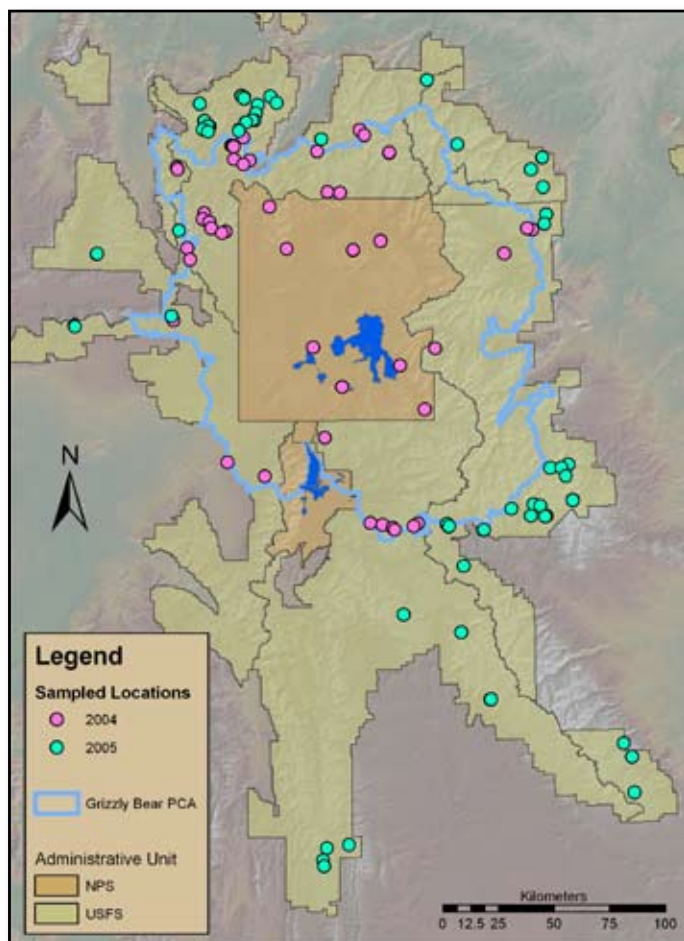 N
Legend
Sampled Locations
2004
2005
Grizzly Bear PCA
Administrative Unit
NPS
USFS
Kilometers
0 12.5 25 50 75 100